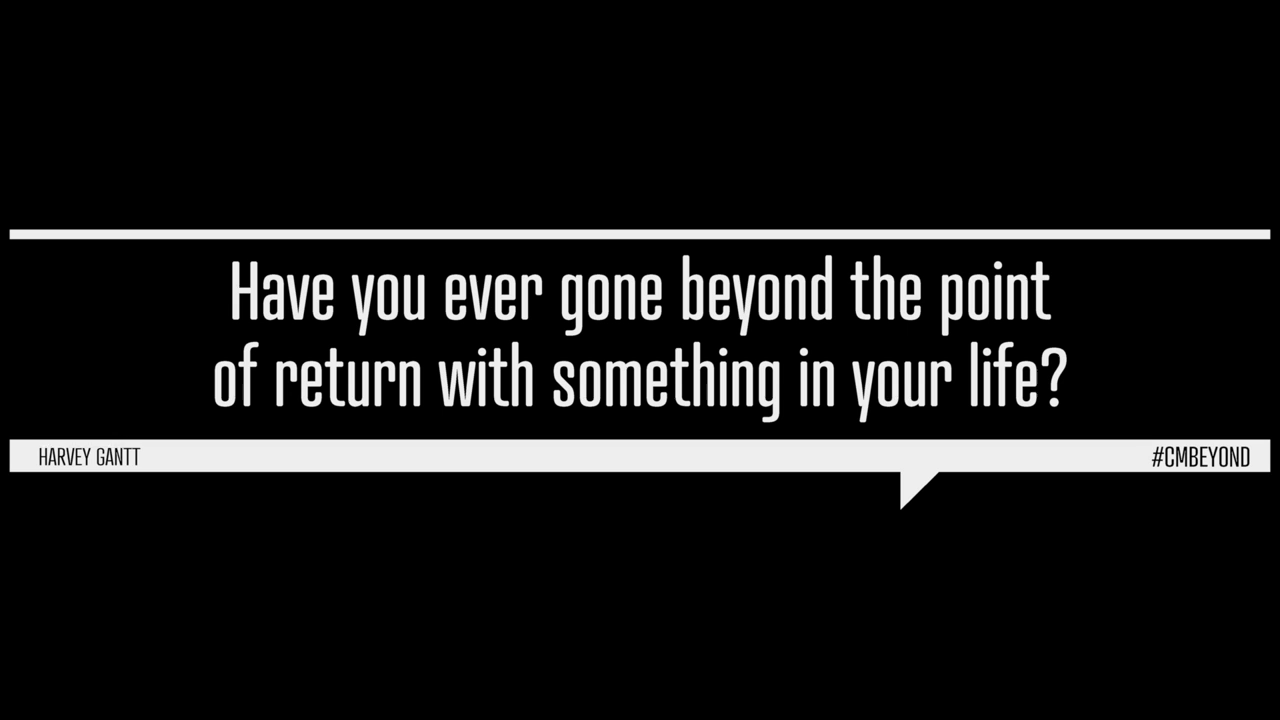 Have you ever gone beyond the point
of return with something in your life?
HARVEY GANTT
#CMBEYOND